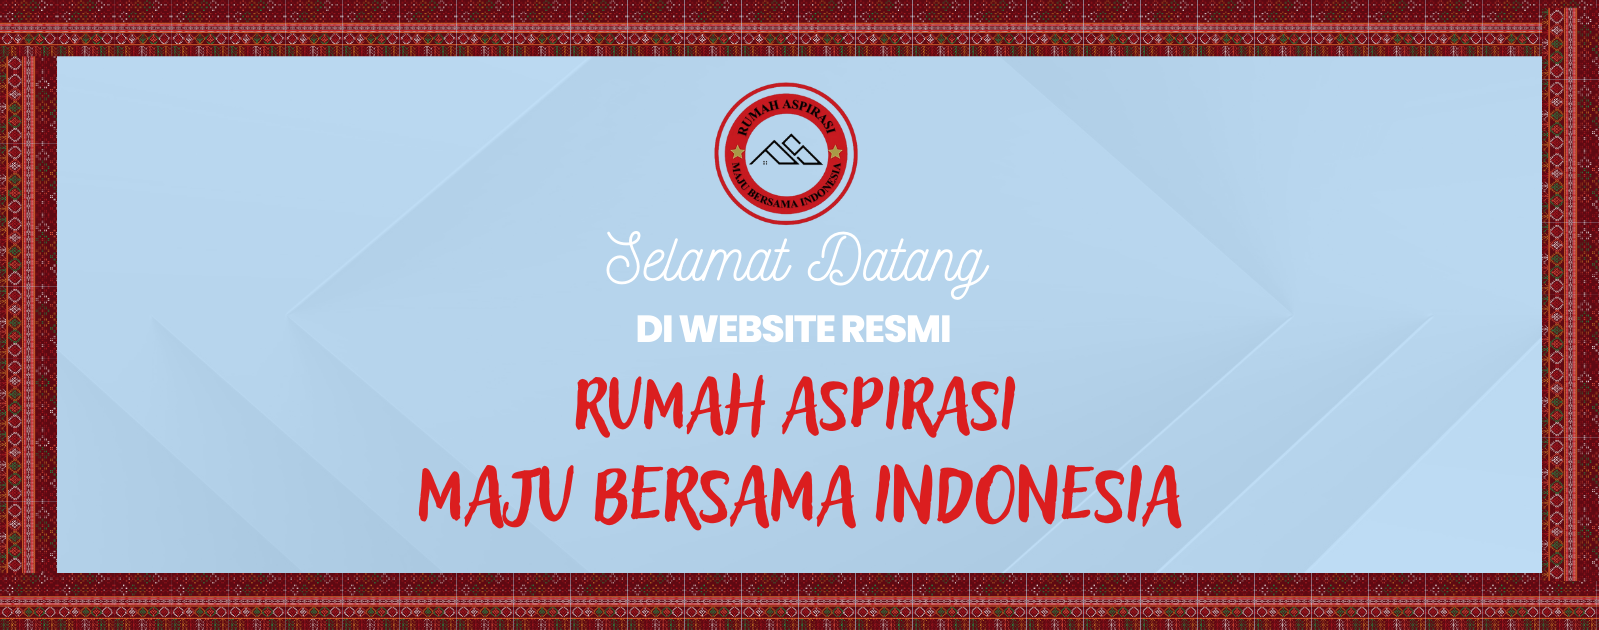 RUMAH ASPIRASI
MAJU BERSAMA INDONESIA
Selamat Datang
DI WEBSITE RESMI
RUMAH ASPIRASI
MAJU BERSAMA INDONESIA